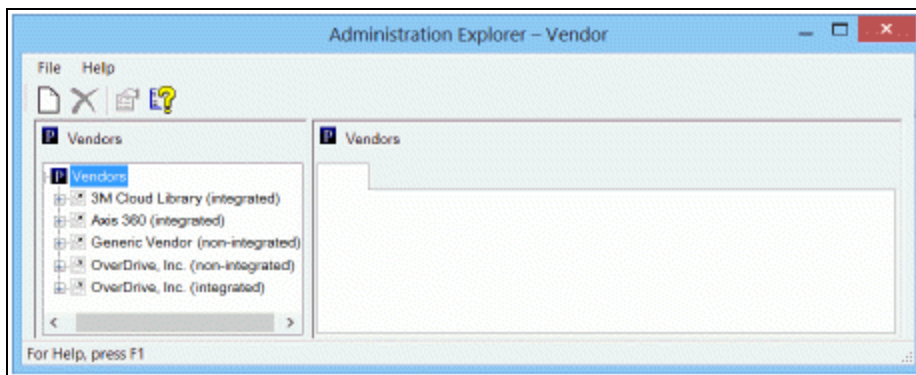 Administration Explorer – Vendor
File Help
Vendors
Vendors
Vendors
3M Cloud Library (integrated)
Axis 360 (integrated)
Generic Vendor (non-integrated)
OverDrive, Inc. (non-integrated)
OverDrive, Inc. (integrated)
For Help, press F1